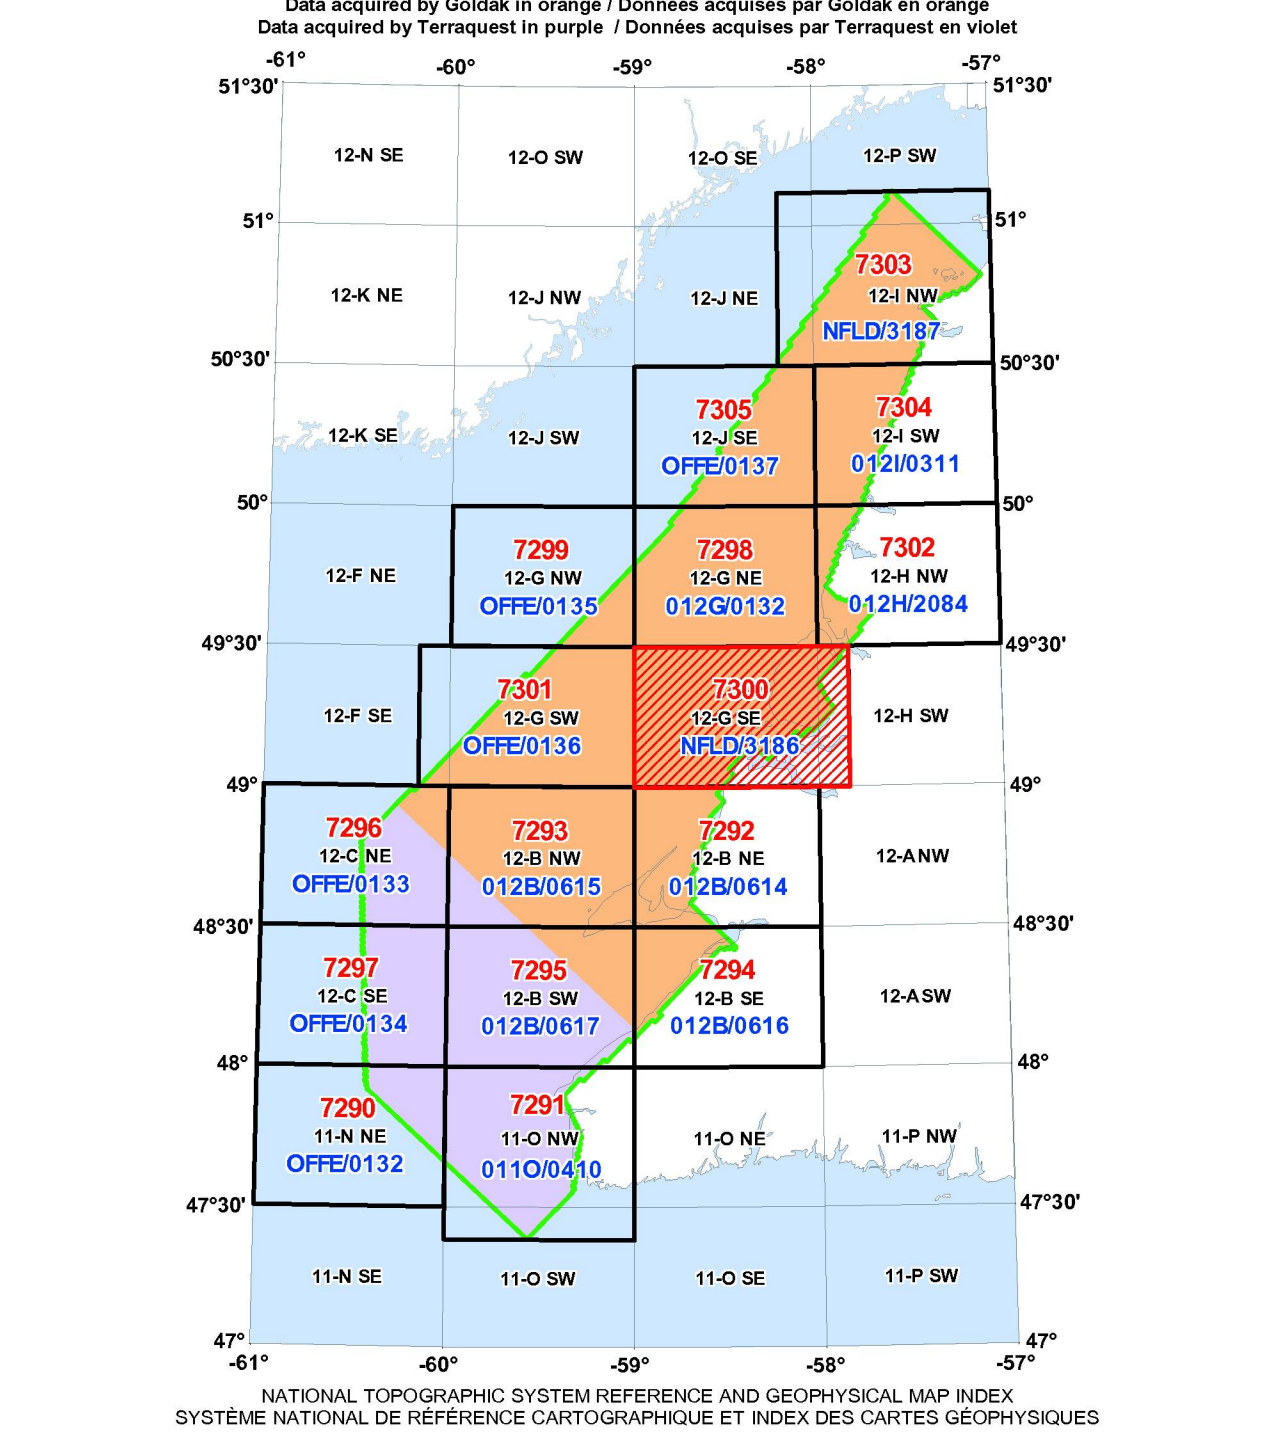 Data acquired by Goldak in orange / Données acquises par Goldak en orange
Data acquired by Terraquest in purple / Données acquises par Terraquest en violet
-61° -60° -59° -58° -57°
51°30' 51°30'
12-N SE 12-O SW 12-O SE 12-P SW
51° 51°
7303
12-K NE 12-J NW 12-J NE 12-I NW
NFLD/3187
50°30' 50°30'
7305 7304
12-K SE 12-J SW 12-J SE 12-I SW
OFFE/0137 012I/0311
50° 50°
7299 7298 7302
12-F NE 12-G NW 12-G NE 12-H NW
OFFE/0135 012G/0132 012H/2084
49°30' 49°30'
7301 7300
12-F SE 12-G SW 12-G SE 12-H SW
OFFE/0136 NFLD/3186
49° 49°
7296 7293 7292
12-C NE 12-B NW 12-B NE 12-A NW
OFFE/0133 012B/0615 012B/0614
48°30' 48°30'
7297 7295 7294
12-C SE 12-B SW 12-B SE 12-A SW
OFFE/0134 012B/0617 012B/0616
48° 48°
7290 7291
11-N NE 11-O NW 11-O NE 11-P NW
OFFE/0132 011O/0410
47°30' 47°30'
11-N SE 11-O SW 11-O SE 11-P SW
47° 47°
-61° -60° -59° -58° -57°
NATIONAL TOPOGRAPHIC SYSTEM REFERENCE AND GEOPHYSICAL MAP INDEX
SYSTÈME NATIONAL DE RÉFÉRENCE CARTOGRAPHIQUE ET INDEX DES CARTES GÉOPHYSIQUES